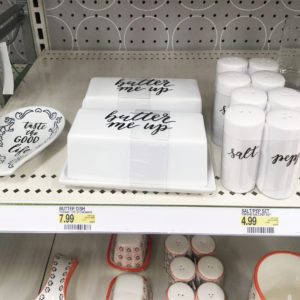 butter
me up
butter
me up
taste
the
GOOD
life
salt
BUTTER DISH
7.99
SALT/PEP SET
4.99